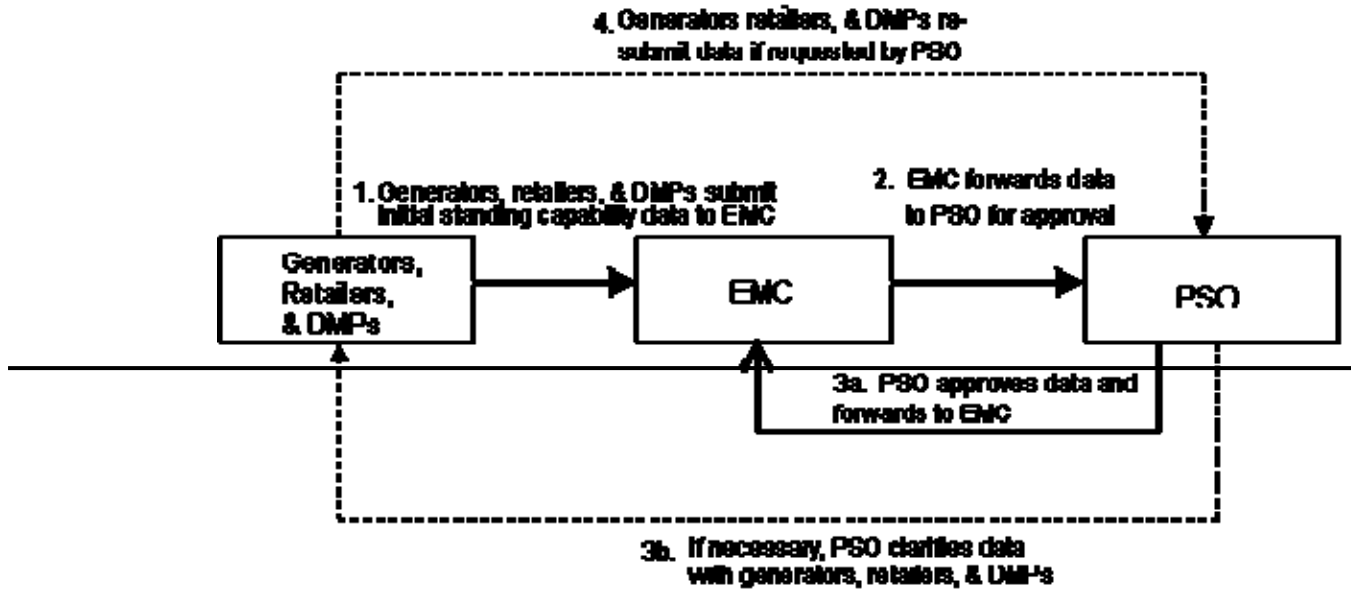 4. Generators retailers, & DMPs re-
submit data if requested by PSO
1. Generators, retailers, & DMPs submit
initial standing capability data to EMC
2. EMC forwards data
to PSO for approval
Generators,
Retailers,
& DMPs
EMC
PSO
3a. PSO approves data and
forwards to EMC
3b. If necessary, PSO clarifies data
with generators, retailers, & DMPs